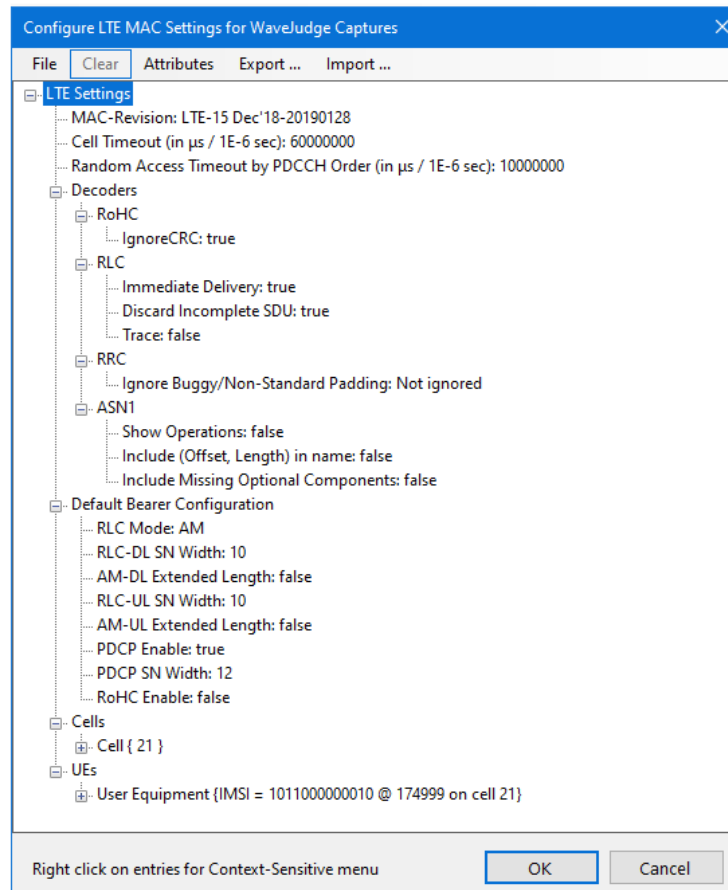 Configure LTE MAC Settings for WaveJudge Captures
File Clear Attributes Export ... Import ...
LTE Settings
MAC-Revision: LTE-15 Dec'18-20190128
Cell Timeout (in µs / 1E-6 sec): 60000000
Random Access Timeout by PDCCH Order (in µs / 1E-6 sec): 10000000
Decoders
RoHC
IgnoreCRC: true
RLC
Immediate Delivery: true
Discard Incomplete SDU: true
Trace: false
RRC
Ignore Buggy/Non-Standard Padding: Not ignored
ASN1
Show Operations: false
Include (Offset, Length) in name: false
Include Missing Optional Components: false
Default Bearer Configuration
RLC Mode: AM
RLC-DL SN Width: 10
AM-DL Extended Length: false
RLC-UL SN Width: 10
AM-UL Extended Length: false
PDCP Enable: true
PDCP SN Width: 12
RoHC Enable: false
Cells
Cell { 21 }
UEs
User Equipment {IMSI = 1011000000010 @ 174999 on cell 21}
Right click on entries for Context-Sensitive menu OK Cancel